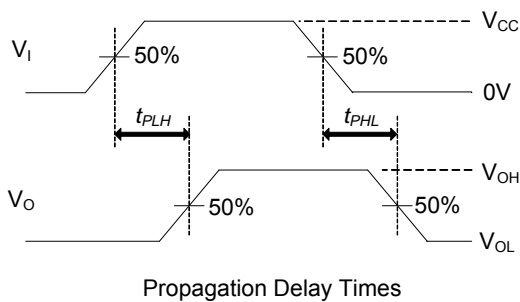 V_CC
V_I
50%
50%
0V
t_PLH
t_PHL
V_OH
V_O
50%
50%
V_OL
Propagation Delay Times